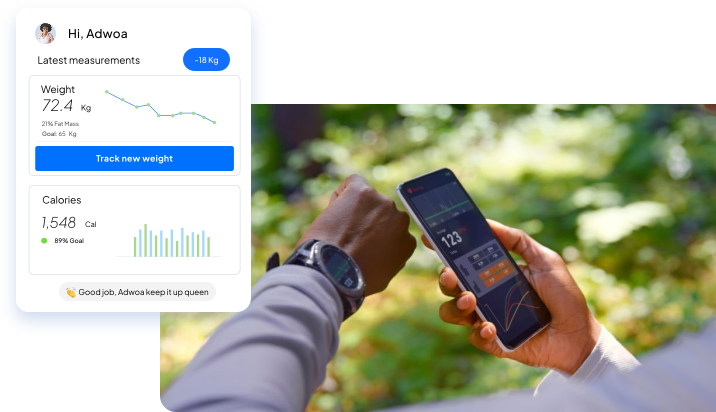 Hi, Adwoa
Latest measurements
-18 Kg
Weight
72.4 Kg
21% Fat Mass
Goal: 65 Kg
Track new weight
Calories
1,548 Cal
89% Goal
👏 Good job, Adwoa keep it up queen
123